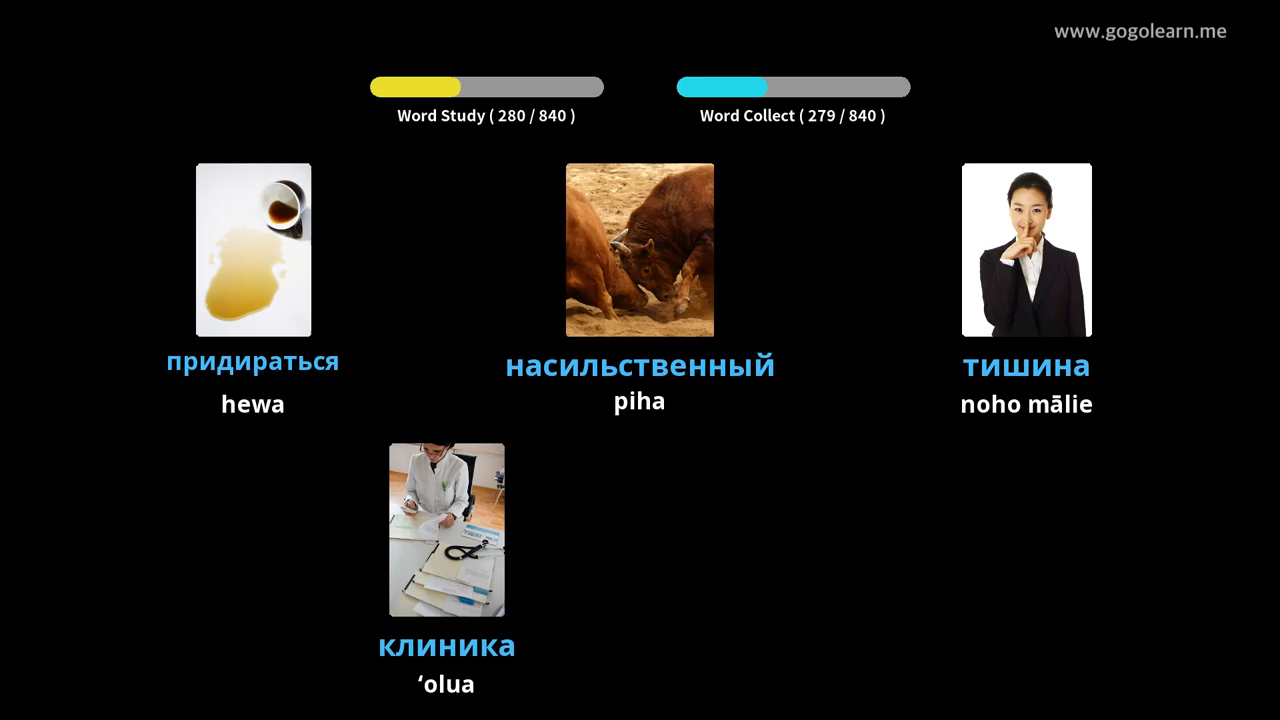 www.gogolearn.me
Word Study ( 280 / 840 )
Word Collect ( 279 / 840 )
придираться
hewa
насильственный
piha
тишина
noho mālie
клиника
ʻolua